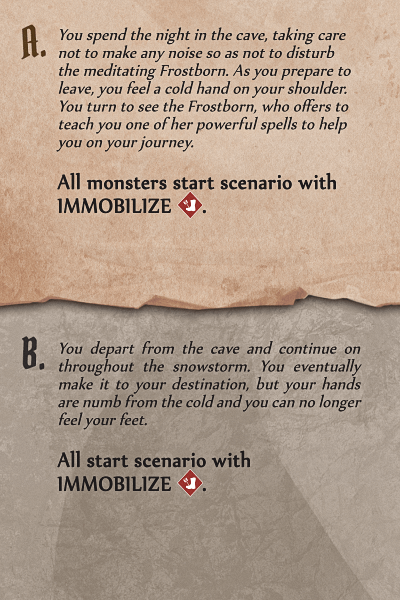 A. You spend the night in the cave, taking care
not to make any noise so as not to disturb
the meditating Frostborn. As you prepare to
leave, you feel a cold hand on your shoulder.
You turn to see the Frostborn, who offers to
teach you one of her powerful spells to help
you on your journey.
All monsters start scenario with
IMMOBILIZE .
B. You depart from the cave and continue on
throughout the snowstorm. You eventually
make it to your destination, but your hands
are numb from the cold and you can no longer
feel your feet.
All start scenario with
IMMOBILIZE .